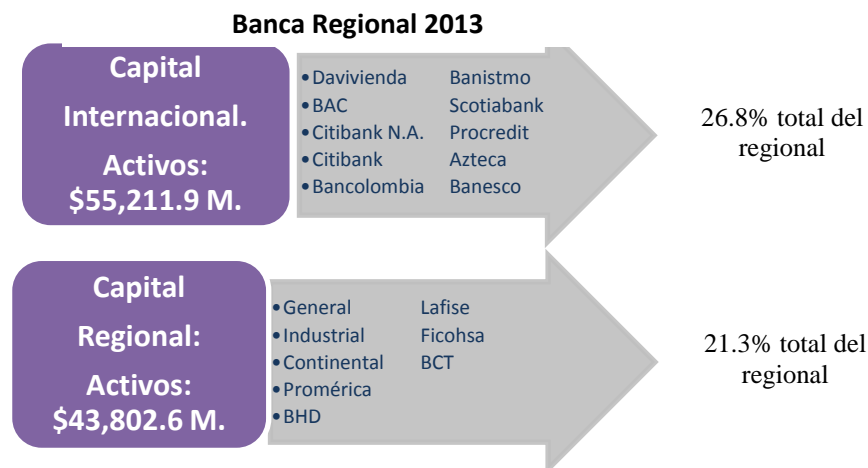 Banca Regional 2013
Capital
Internacional.
Activos:
$55,211.9 M.
•Davivienda Banistmo
•BAC Scotiabank
•Citibank N.A. Procredit
•Citibank Azteca
•Bancolombia Banesco
26.8% total del
regional
Capital
Regional:
Activos:
$43,802.6 M.
•General Lafise
•Industrial Ficohsa
•Continental BCT
•Promérica
•BHD
21.3% total del
regional